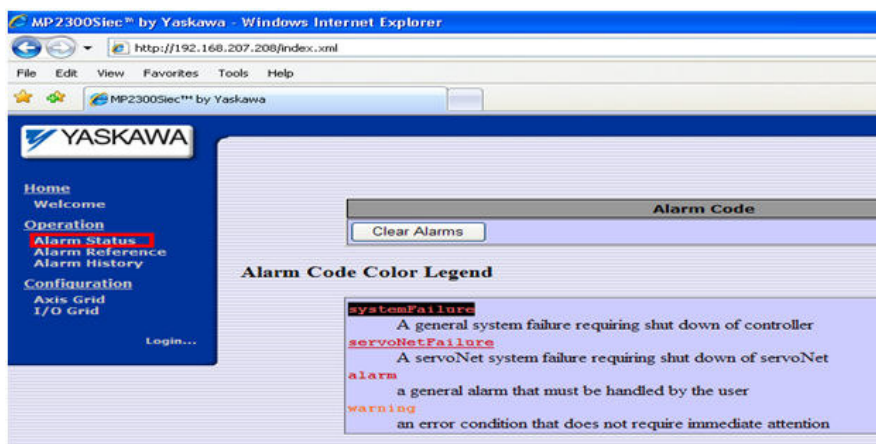 MP2300Siec™ by Yaskawa - Windows Internet Explorer
http://192.168.207.208/index.xml
File Edit View Favorites Tools Help
MP2300Siec™ by Yaskawa
YASKAWA
Home
Welcome
Operation
Alarm Status
Alarm Reference
Alarm History
Configuration
Axis Grid
I/O Grid
Login...
Alarm Code
Clear Alarms
Alarm Code Color Legend
systemFailure
A general system failure requiring shut down of controller
servoNetFailure
A servoNet system failure requiring shut down of servoNet
alarm
a general alarm that must be handled by the user
warning
an error condition that does not require immediate attention